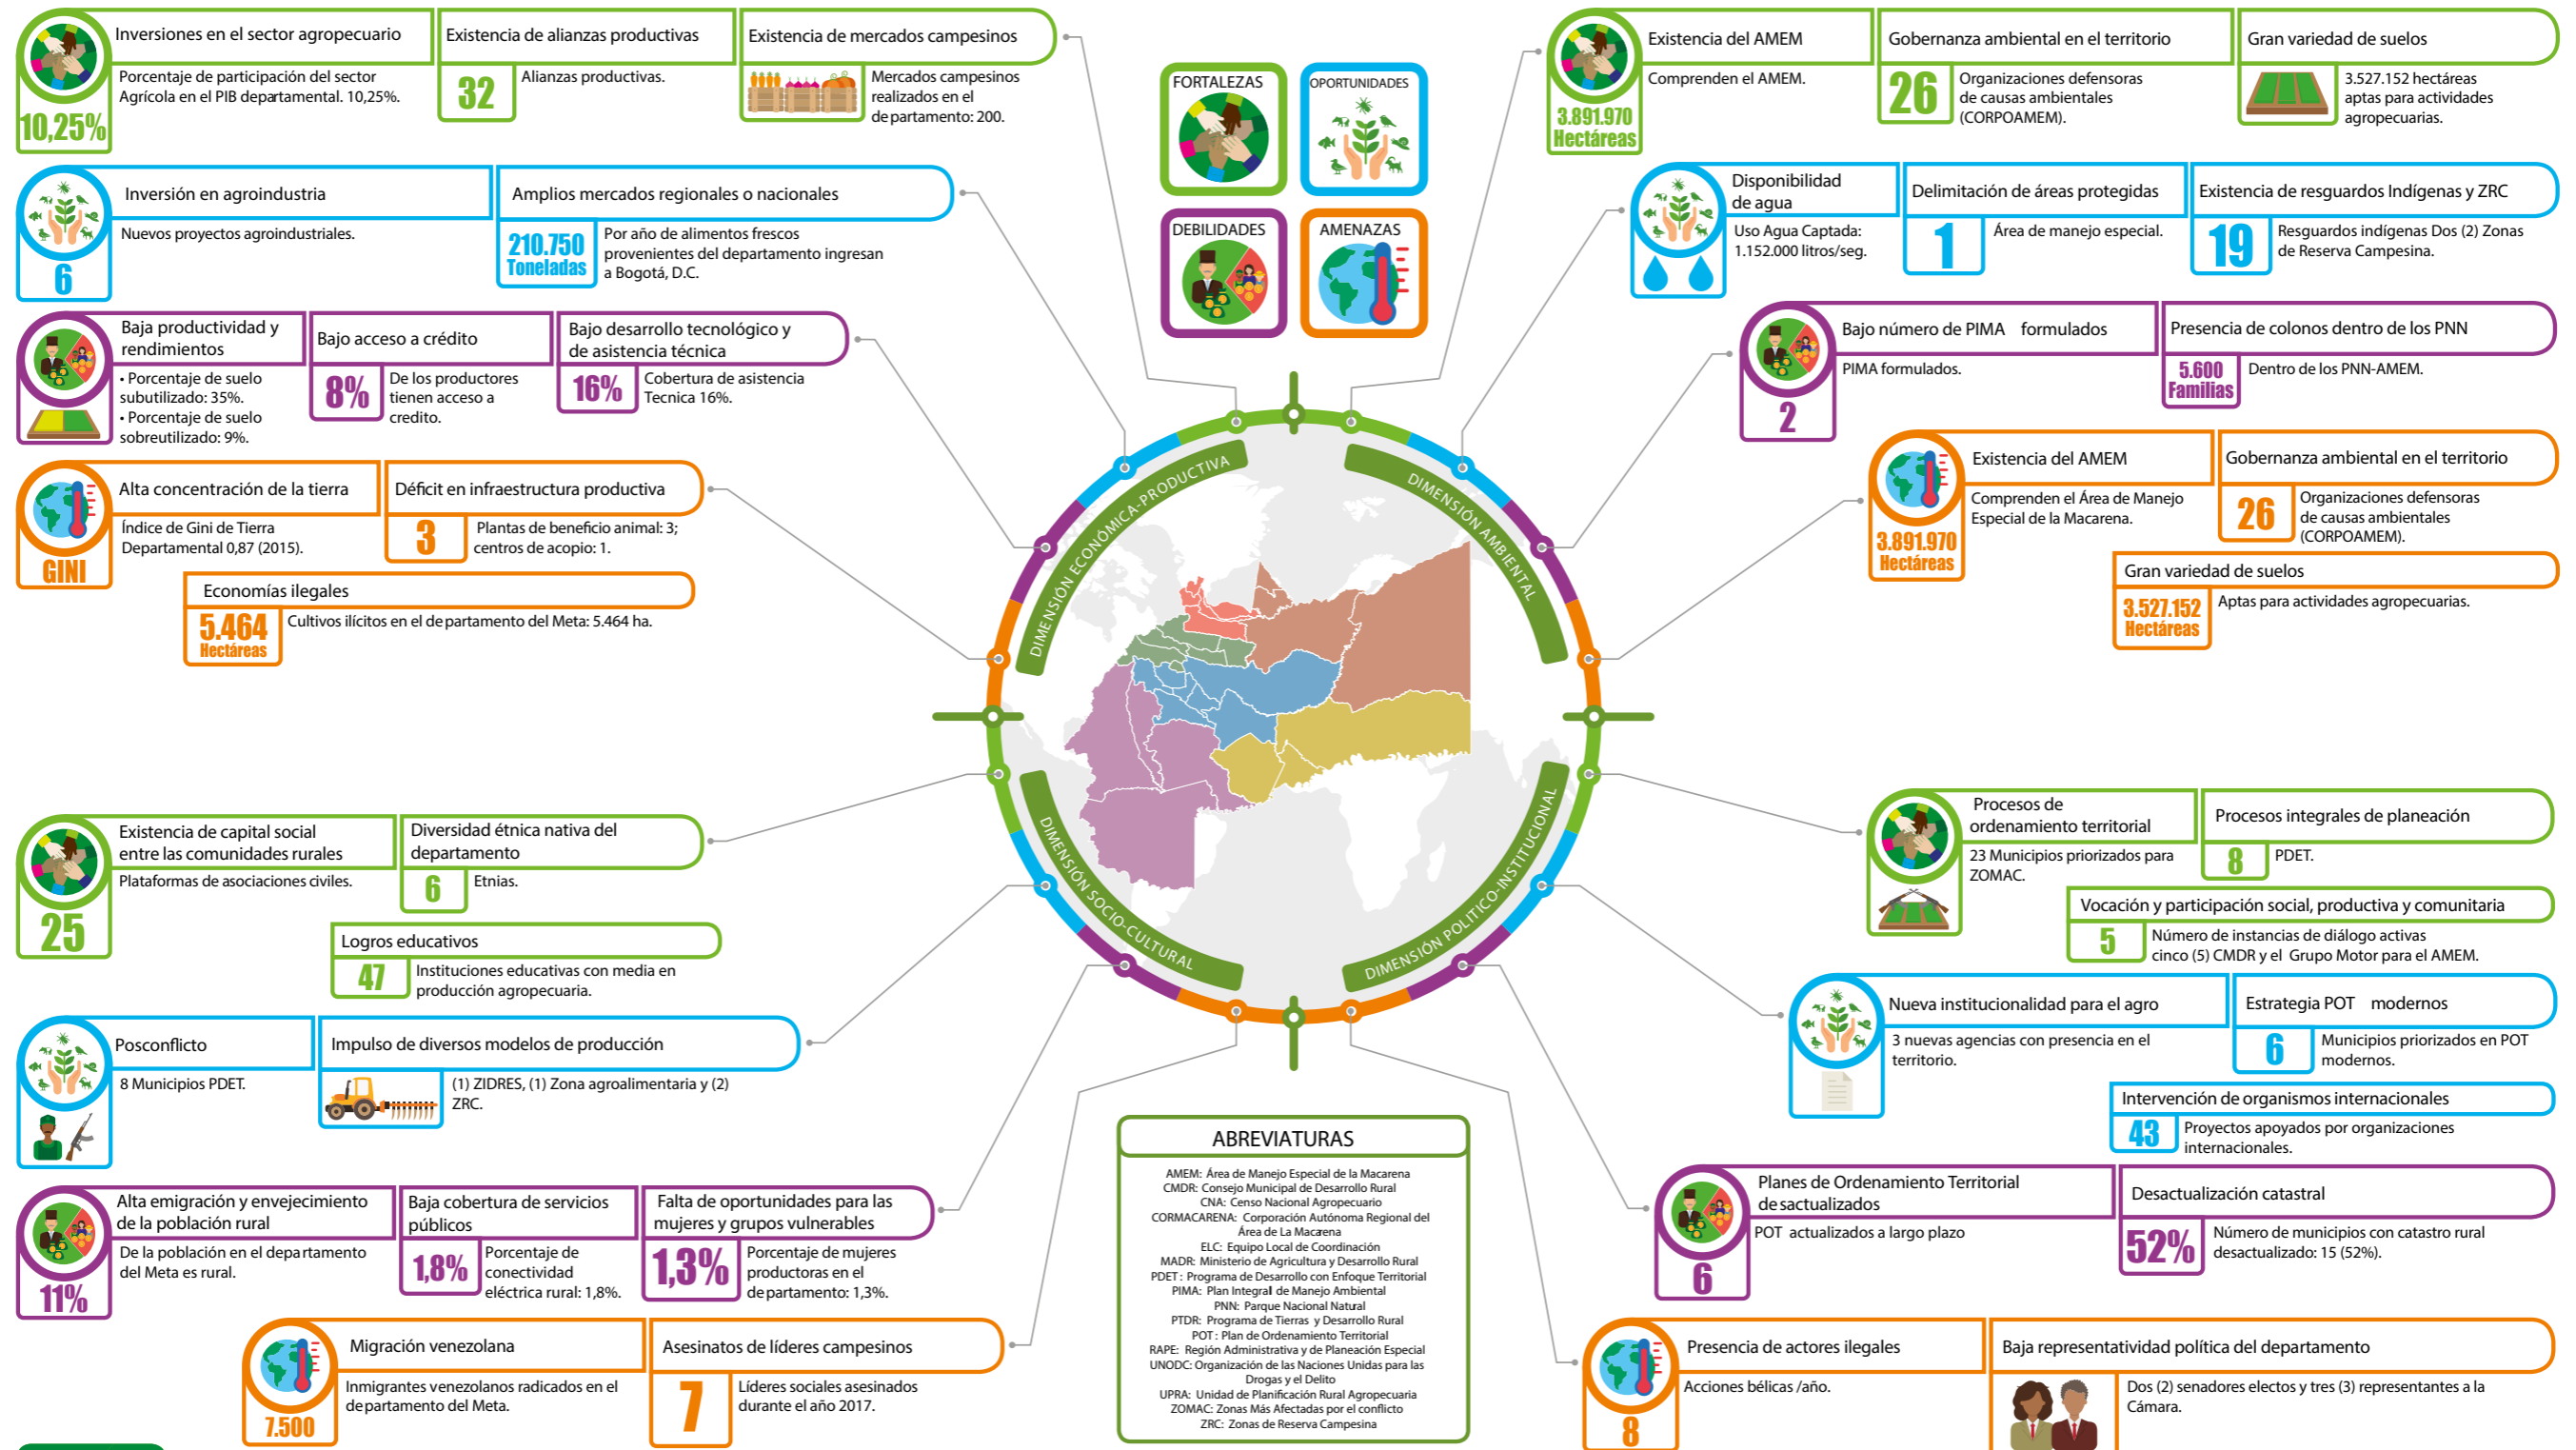 Inversiones en el sector agropecuario
Porcentaje de participación del sector
Agrícola en el PIB departamental. 10,25%.
10,25%
Existencia de alianzas productivas
32
Alianzas productivas.
Existencia de mercados campesinos
Mercados campesinos
realizados en el
departamento: 200.
Inversión en agroindustria
Nuevos proyectos agroindustriales.
6
Amplios mercados regionales o nacionales
210.750
Toneladas
Por año de alimentos frescos
provenientes del departamento ingresan
a Bogotá, D.C.
Baja productividad y
rendimientos
• Porcentaje de suelo
subutilizado: 35%.
• Porcentaje de suelo
sobreutilizado: 9%.
Bajo acceso a crédito
8%
De los productores
tienen acceso a
credito.
Bajo desarrollo tecnológico y
de asistencia técnica
16%
Cobertura de asistencia
Tecnica 16%.
Alta concentración de la tierra
Índice de Gini de Tierra
Departamental 0,87 (2015).
GINI
Déficit en infraestructura productiva
3
Plantas de beneficio animal: 3;
centros de acopio: 1.
Economías ilegales
5.464
Hectáreas
Cultivos ilícitos en el departamento del Meta: 5.464 ha.
FORTALEZAS
OPORTUNIDADES
DEBILIDADES
AMENAZAS
Existencia del AMEM
Comprenden el AMEM.
3.891.970
Hectáreas
Gobernanza ambiental en el territorio
26
Organizaciones defensoras
de causas ambientales
(CORPOAMEM).
Gran variedad de suelos
3.527.152 hectáreas
aptas para actividades
agropecuarias.
Disponibilidad
de agua
Uso Agua Captada:
1.152.000 litros/seg.
Delimitación de áreas protegidas
1
Área de manejo especial.
Existencia de resguardos Indígenas y ZRC
19
Resguardos indígenas Dos (2) Zonas
de Reserva Campesina.
Bajo número de PIMA formulados
PIMA formulados.
2
Presencia de colonos dentro de los PNN
5.600
Familias
Dentro de los PNN-AMEM.
Existencia del AMEM
Comprenden el Área de Manejo
Especial de la Macarena.
3.891.970
Hectáreas
Gobernanza ambiental en el territorio
26
Organizaciones defensoras
de causas ambientales
(CORPOAMEM).
Gran variedad de suelos
3.527.152
Hectáreas
Aptas para actividades agropecuarias.
DIMENSIÓN ECONÓMICA-PRODUCTIVA
DIMENSIÓN AMBIENTAL
DIMENSIÓN SOCIO-CULTURAL
DIMENSIÓN POLITICO-INSTITUCIONAL
Existencia de capital social
entre las comunidades rurales
Plataformas de asociaciones civiles.
25
Diversidad étnica nativa del
departamento
6
Etnias.
Logros educativos
47
Instituciones educativas con media en
producción agropecuaria.
Posconflicto
8 Municipios PDET.
Impulso de diversos modelos de producción
(1) ZIDRES, (1) Zona agroalimentaria y (2)
ZRC.
Alta emigración y envejecimiento
de la población rural
De la población en el departamento
del Meta es rural.
11%
Baja cobertura de servicios
públicos
1,8%
Porcentaje de
conectividad
eléctrica rural: 1,8%.
Falta de oportunidades para las
mujeres y grupos vulnerables
1,3%
Porcentaje de mujeres
productoras en el
departamento: 1,3%.
Migración venezolana
Inmigrantes venezolanos radicados en el
departamento del Meta.
7.500
Asesinatos de líderes campesinos
7
Líderes sociales asesinados
durante el año 2017.
ABREVIATURAS
AMEM: Área de Manejo Especial de la Macarena
CMDR: Consejo Municipal de Desarrollo Rural
CNA: Censo Nacional Agropecuario
CORMACARENA: Corporación Autónoma Regional del
Área de La Macarena
ELC: Equipo Local de Coordinación
MADR: Ministerio de Agricultura y Desarrollo Rural
PDET: Programa de Desarrollo con Enfoque Territorial
PIMA: Plan Integral de Manejo Ambiental
PNN: Parque Nacional Natural
PTDR: Programa de Tierras y Desarrollo Rural
POT: Plan de Ordenamiento Territorial
RAPE: Región Administrativa y de Planeación Especial
UNODC: Organización de las Naciones Unidas para las
Drogas y el Delito
UPRA: Unidad de Planificación Rural Agropecuaria
ZOMAC: Zonas Más Afectadas por el conflicto
ZRC: Zonas de Reserva Campesina
Procesos de
ordenamiento territorial
23 Municipios priorizados para
ZOMAC.
Procesos integrales de planeación
8
PDET.
Vocación y participación social, productiva y comunitaria
5
Número de instancias de diálogo activas
cinco (5) CMDR y el Grupo Motor para el AMEM.
Nueva institucionalidad para el agro
3 nuevas agencias con presencia en el
territorio.
Estrategia POT modernos
6
Municipios priorizados en POT
modernos.
Intervención de organismos internacionales
43
Proyectos apoyados por organizaciones
internacionales.
Planes de Ordenamiento Territorial
desactualizados
POT actualizados a largo plazo
6
Desactualización catastral
52%
Número de municipios con catastro rural
desactualizado: 15 (52%).
Presencia de actores ilegales
Acciones bélicas /año.
8
Baja representatividad política del departamento
Dos (2) senadores electos y tres (3) representantes a la
Cámara.